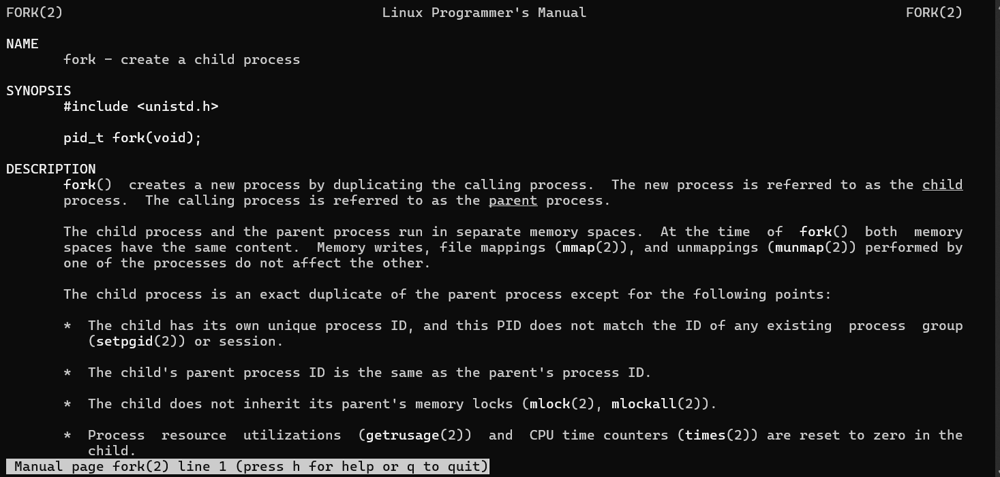 FORK(2) Linux Programmer's Manual FORK(2)
NAME
fork - create a child process
SYNOPSIS
#include <unistd.h>
pid_t fork(void);
DESCRIPTION
fork()  creates a new process by duplicating the calling process.  The new process is referred to as the child
process.  The calling process is referred to as the parent process.
The child process and the parent process run in separate memory spaces.  At the time  of  fork()  both  memory
spaces have the same content.  Memory writes, file mappings (mmap(2)), and unmappings (munmap(2)) performed by
one of the processes do not affect the other.
The child process is an exact duplicate of the parent process except for the following points:
*  The child has its own unique process ID, and this PID does not match the ID of any existing  process  group
(setpgid(2)) or session.
*  The child's parent process ID is the same as the parent's process ID.
*  The child does not inherit its parent's memory locks (mlock(2), mlockall(2)).
*  Process  resource  utilizations  (getrusage(2))  and  CPU time counters (times(2)) are reset to zero in the
child.
Manual page fork(2) line 1 (press h for help or q to quit)